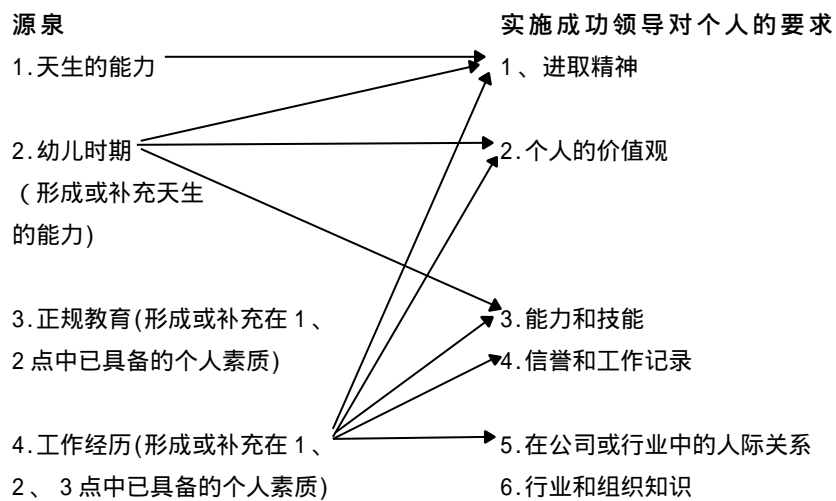 源泉
实施成功领导对个人的要求
1.天生的能力
1、进取精神
2.幼儿时期
2.个人的价值观
（形成或补充天生
的能力)
3.正规教育(形成或补充在1、
3.能力和技能
2点中已具备的个人素质)
4.信誉和工作记录
4.工作经历(形成或补充在1、
5.在公司或行业中的人际关系
2、3点中已具备的个人素质)
6.行业和组织知识